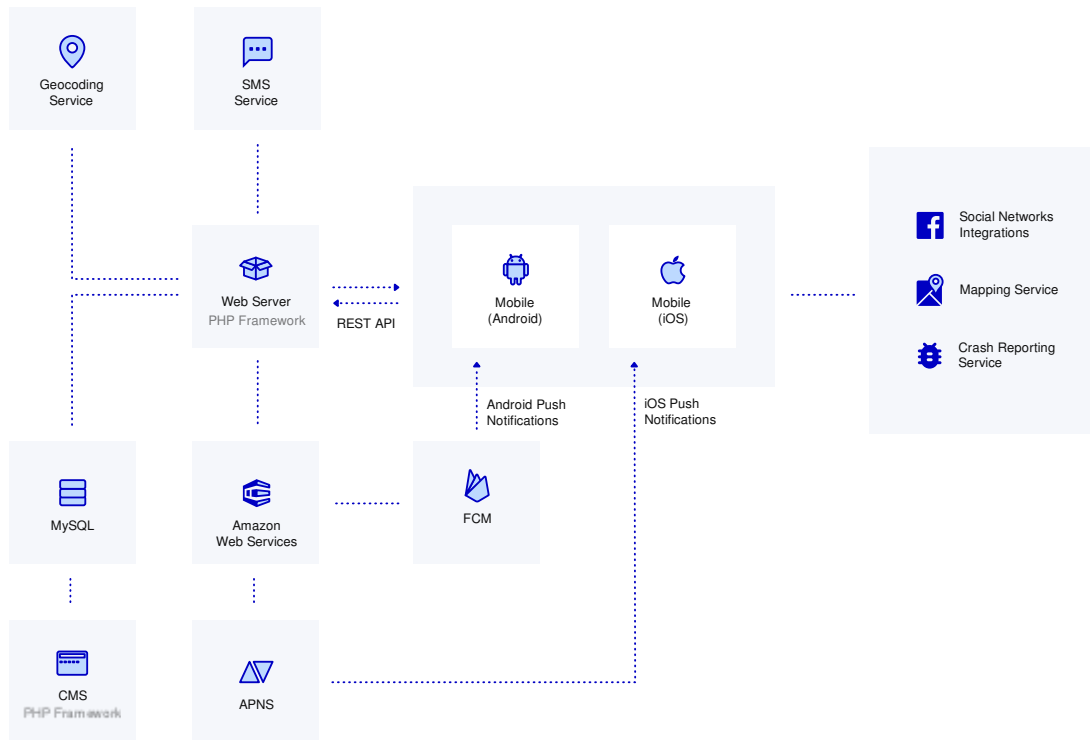 Geocoding
Service
SMS
Service
Web Server
PHP Framework
REST API
Mobile
(Android)
Mobile
(iOS)
Social Networks
Integrations
Mapping Service
Crash Reporting
Service
Android Push
Notifications
iOS Push
Notifications
MySQL
Amazon
Web Services
FCM
CMS
PHP Framework
APNS